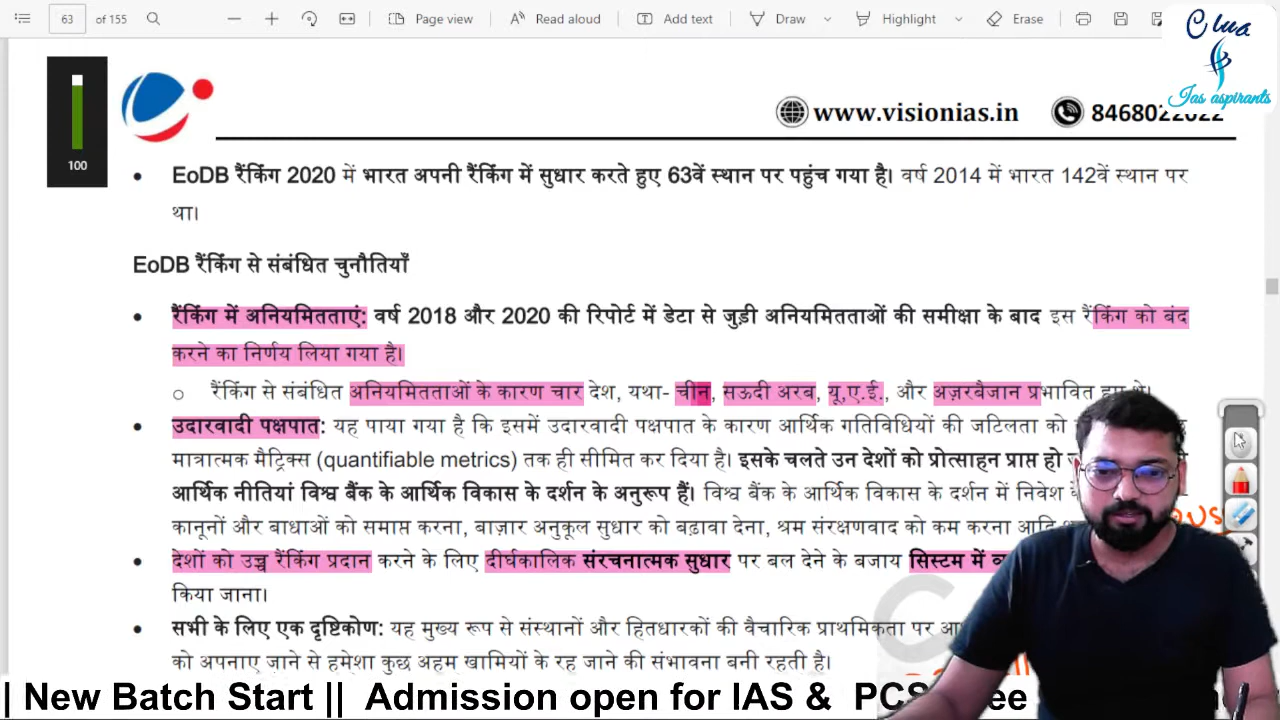 63 of 155 Page view Read aloud Add text Draw Highlight Erase
C lua
Ias aspirants
100
www.visionias.in 8468022022
• EoDB रैंकिंग 2020 में भारत अपनी रैंकिंग में सुधार करते हुए 63वें स्थान पर पहुंच गया है। वर्ष 2014 में भारत 142वें स्थान पर
था।
EoDB रैंकिंग से संबंधित चुनौतियाँ
• रैंकिंग में अनियमितताएं: वर्ष 2018 और 2020 की रिपोर्ट में डेटा से जुड़ी अनियमितताओं की समीक्षा के बाद इस रैंकिंग को बंद
करने का निर्णय लिया गया है।
o रैंकिंग से संबंधित अनियमितताओं के कारण चार देश, यथा- चीन, सऊदी अरब, यू.ए.ई., और अज़रबैजान प्रभावित हुए थे।
• उदारवादी पक्षपात: यह पाया गया है कि इसमें उदारवादी पक्षपात के कारण आर्थिक गतिविधियों की जटिलता को
मात्रात्मक मैट्रिक्स (quantifiable metrics) तक ही सीमित कर दिया है। इसके चलते उन देशों को प्रोत्साहन प्राप्त हो
आर्थिक नीतियां विश्व बैंक के आर्थिक विकास के दर्शन के अनुरूप हैं। विश्व बैंक के आर्थिक विकास के दर्शन में निवेश
कानूनों और बाधाओं को समाप्त करना, बाज़ार अनुकूल सुधार को बढ़ावा देना, श्रम संरक्षणवाद को कम करना आदि
• देशों को उच्च रैंकिंग प्रदान करने के लिए दीर्घकालिक संरचनात्मक सुधार पर बल देने के बजाय सिस्टम में
किया जाना।
• सभी के लिए एक दृष्टिकोण: यह मुख्य रूप से संस्थानों और हितधारकों की वैचारिक प्राथमिकता पर
को अपनाए जाने से हमेशा कुछ अहम खामियों के रह जाने की संभावना बनी रहती है।
| New Batch Start || Admission open for IAS & PCS